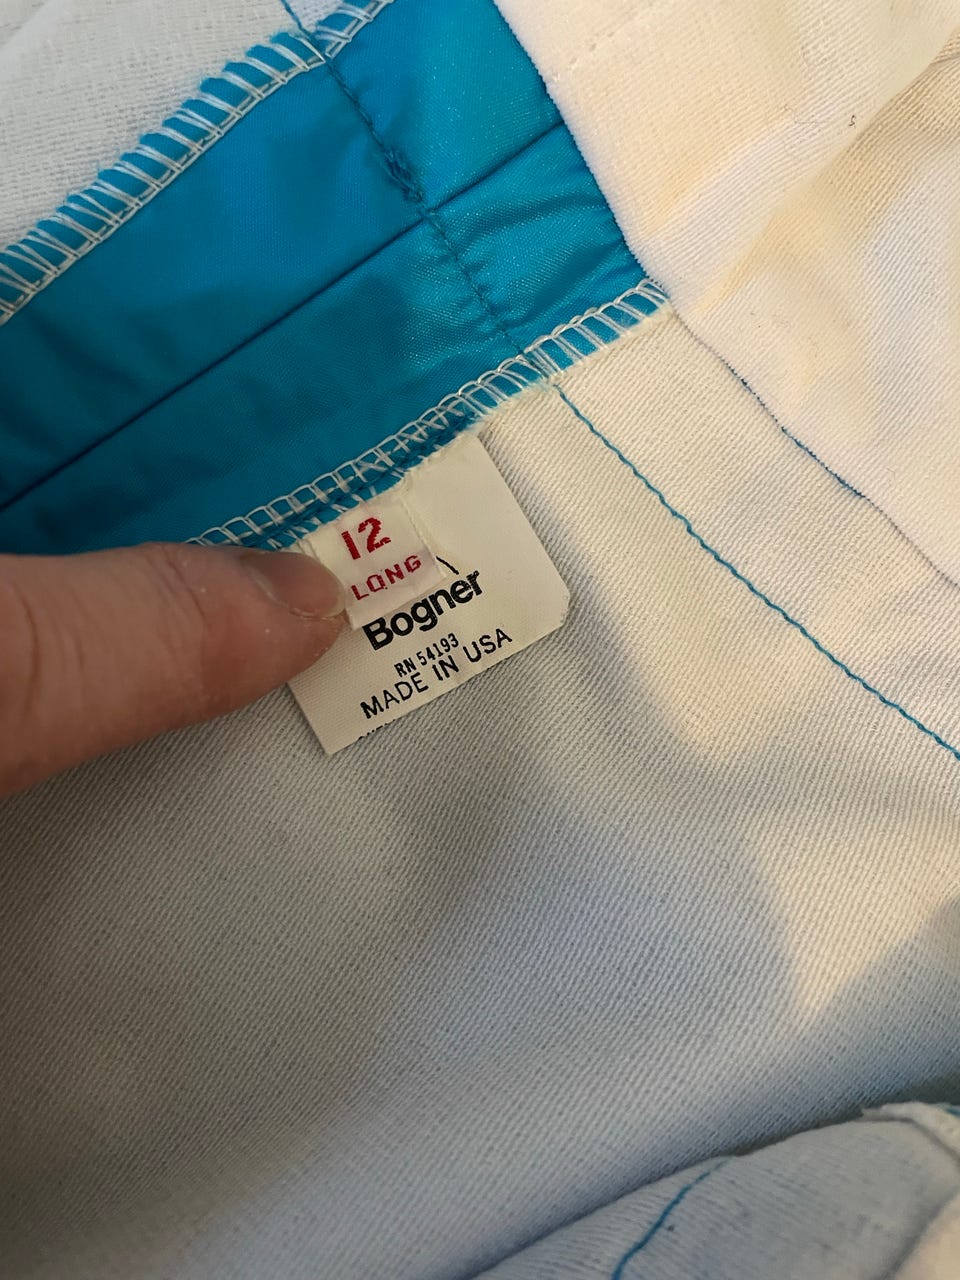 12
LONG
Bogner
RN 54193
MADE IN USA